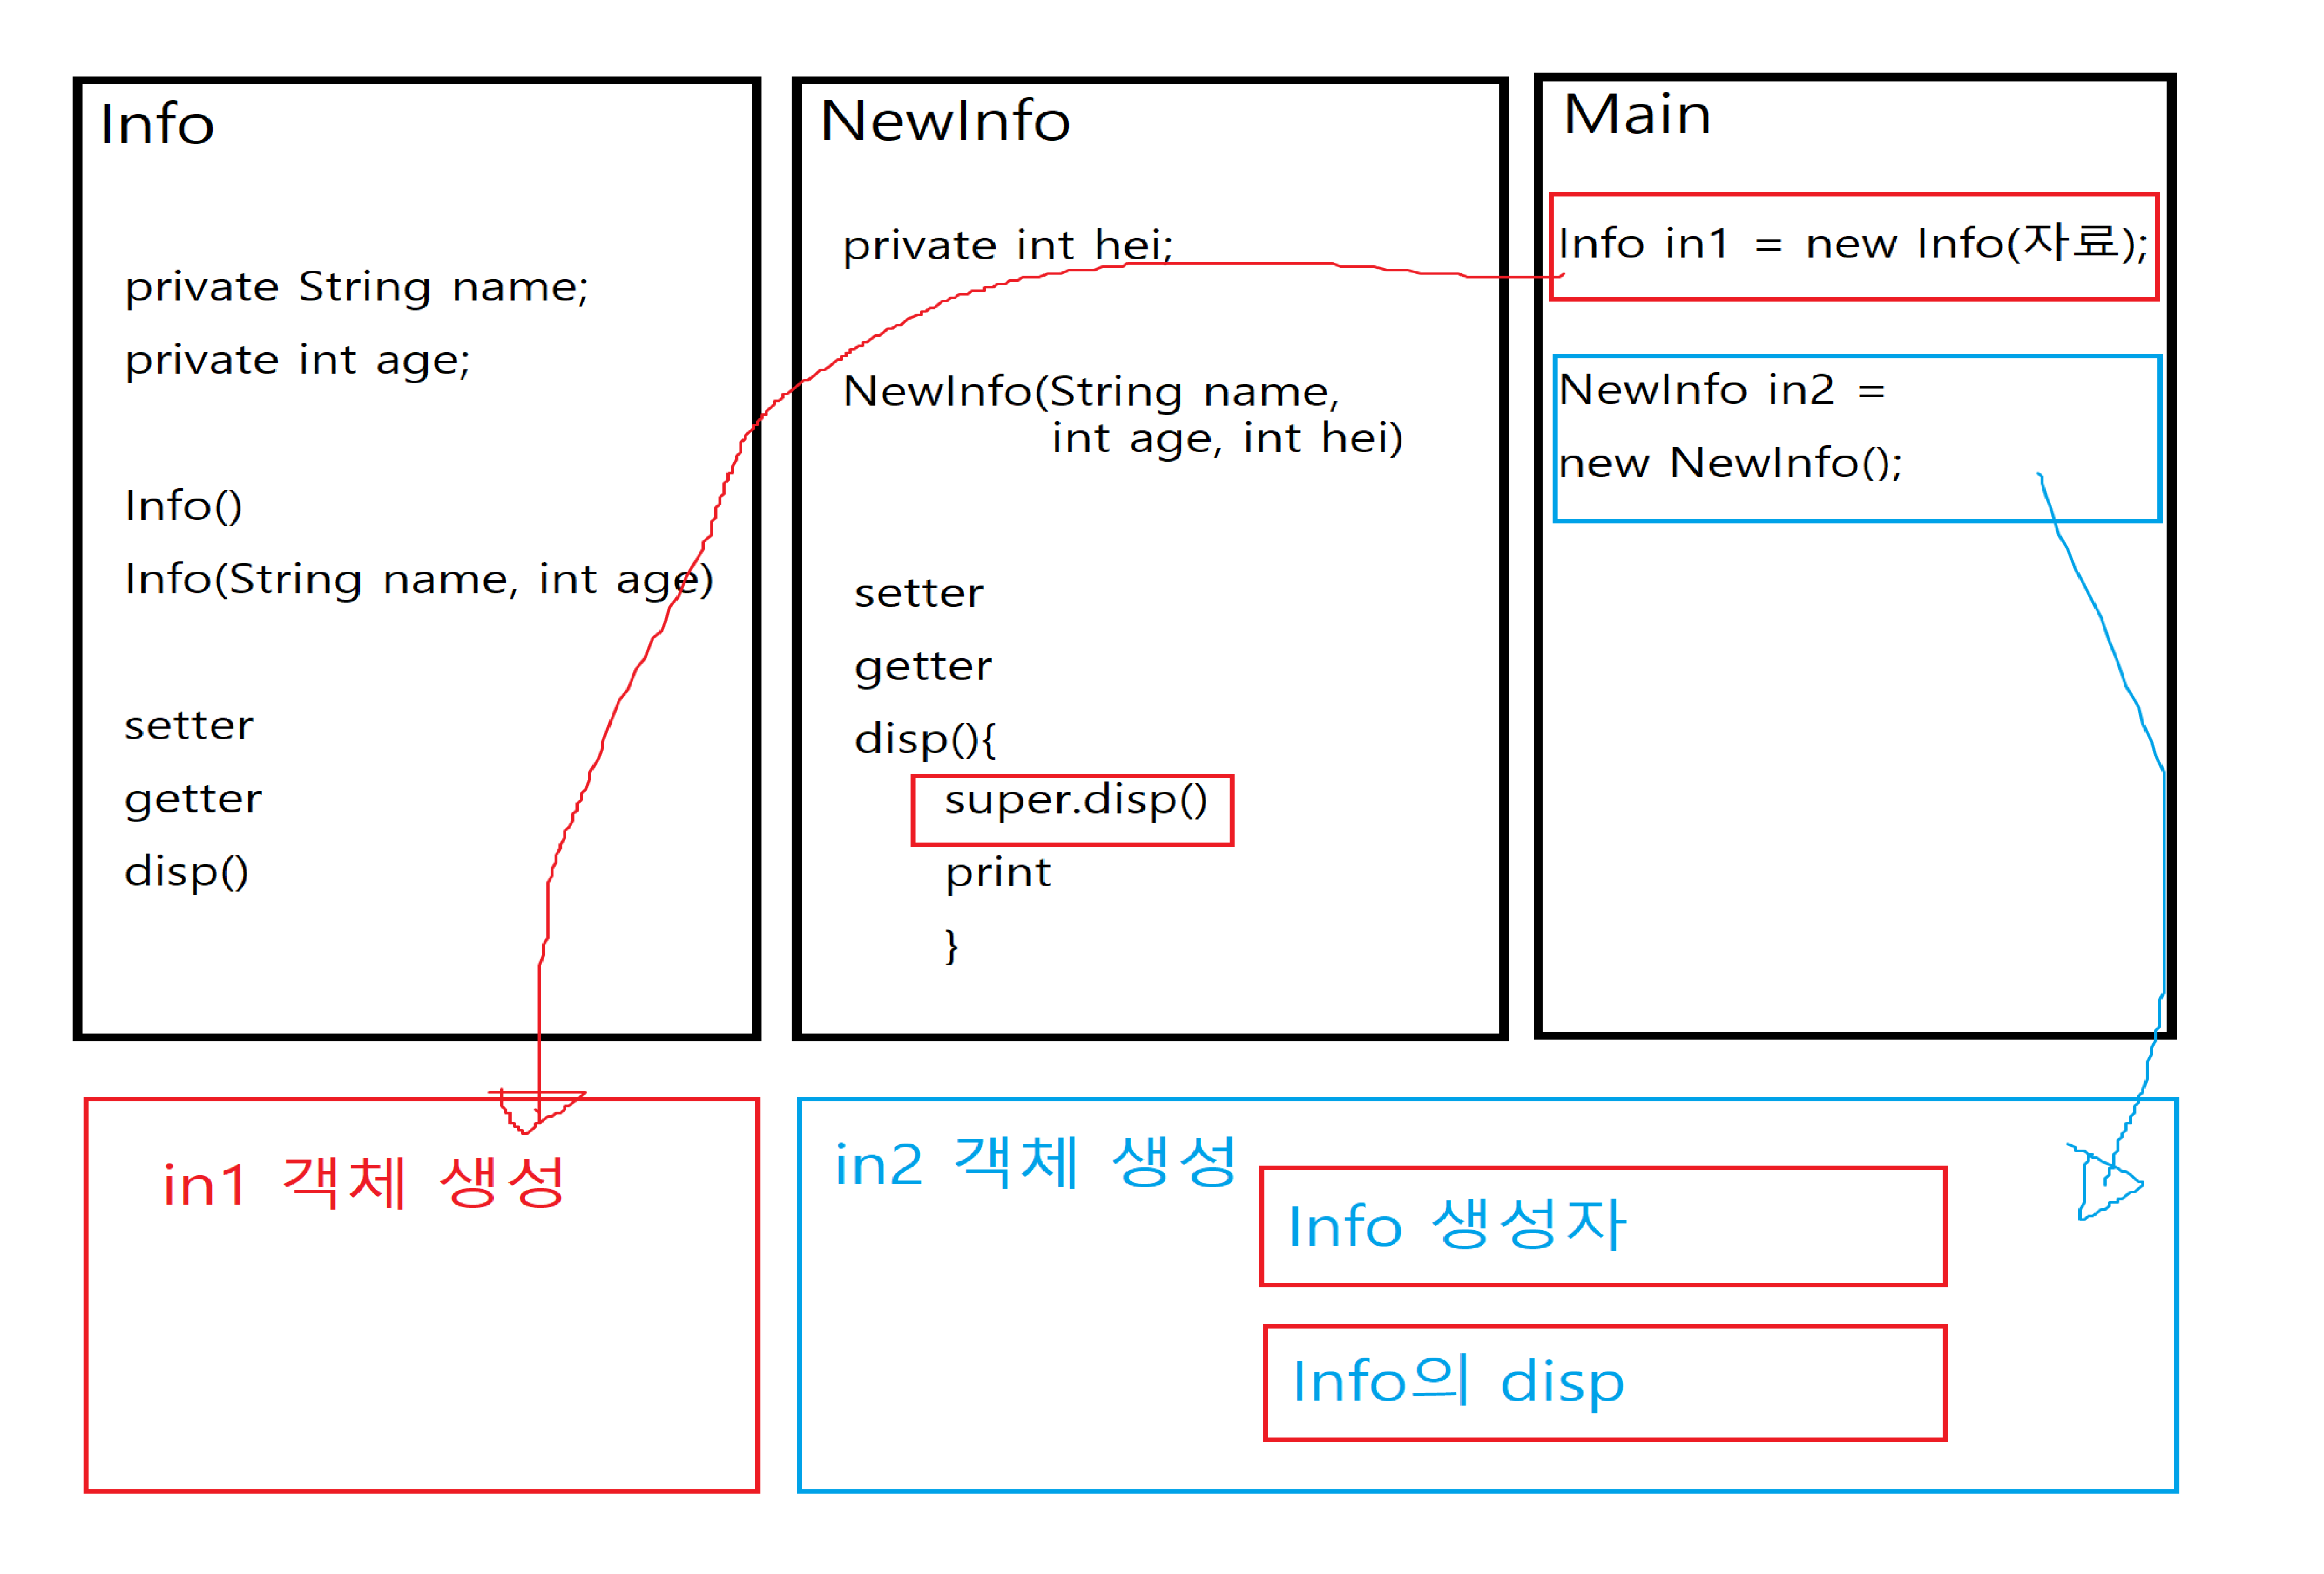 Info
private String name;
private int age;
Info()
Info(String name, int age)
setter
getter
disp()
NewInfo
private int hei;
NewInfo(String name,
int age, int hei)
setter
getter
disp(){
super.disp()
print
}
Main
Info in1 = new Info(자료);
NewInfo in2 =
new NewInfo();
in1 객체 생성
in2 객체 생성
Info 생성자
Info의 disp